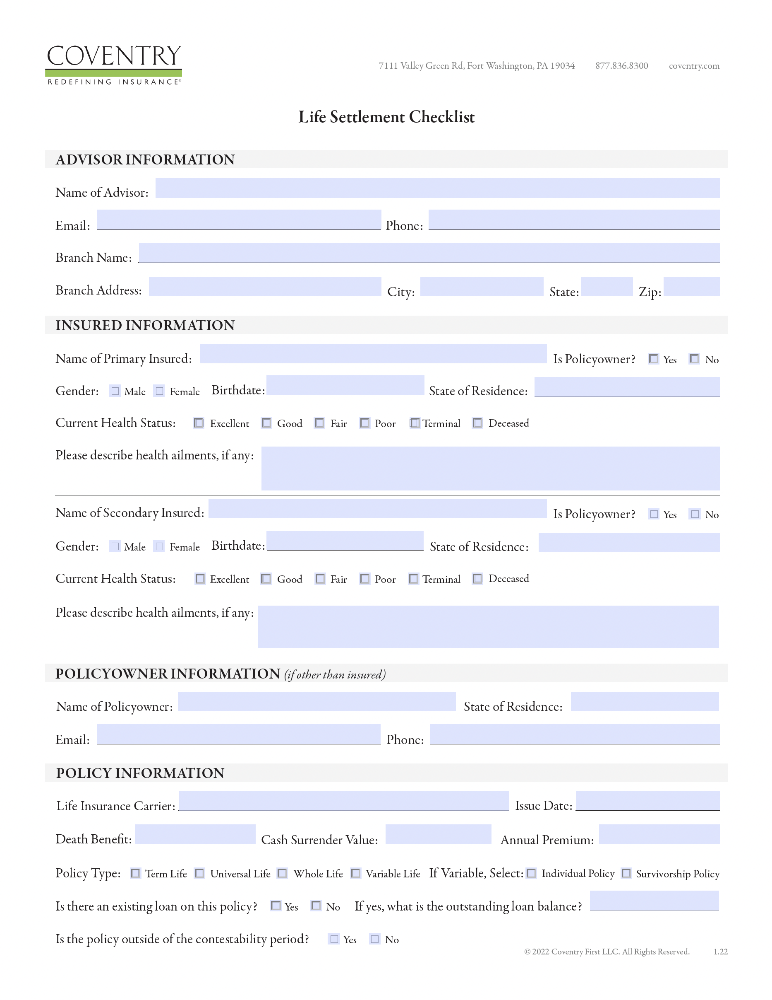 COVENTRY
REDEFINING INSURANCE®
7111 Valley Green Rd, Fort Washington, PA 19034 877.836.8300 coventry.com
Life Settlement Checklist
ADVISOR INFORMATION
Name of Advisor:
Email: Phone:
Branch Name:
Branch Address: City: State: Zip:
INSURED INFORMATION
Name of Primary Insured: Is Policyowner? Yes No
Gender: Male Female Birthdate: State of Residence:
Current Health Status: Excellent Good Fair Poor Terminal Deceased
Please describe health ailments, if any:
Name of Secondary Insured: Is Policyowner? Yes No
Gender: Male Female Birthdate: State of Residence:
Current Health Status: Excellent Good Fair Poor Terminal Deceased
Please describe health ailments, if any:
POLICYOWNER INFORMATION (if other than insured)
Name of Policyowner: State of Residence:
Email: Phone:
POLICY INFORMATION
Life Insurance Carrier: Issue Date:
Death Benefit: Cash Surrender Value: Annual Premium:
Policy Type: Term Life Universal Life Whole Life Variable Life If Variable, Select: Individual Policy Survivorship Policy
Is there an existing loan on this policy? Yes No If yes, what is the outstanding loan balance?
Is the policy outside of the contestability period? Yes No
© 2022 Coventry First LLC. All Rights Reserved. 1.22